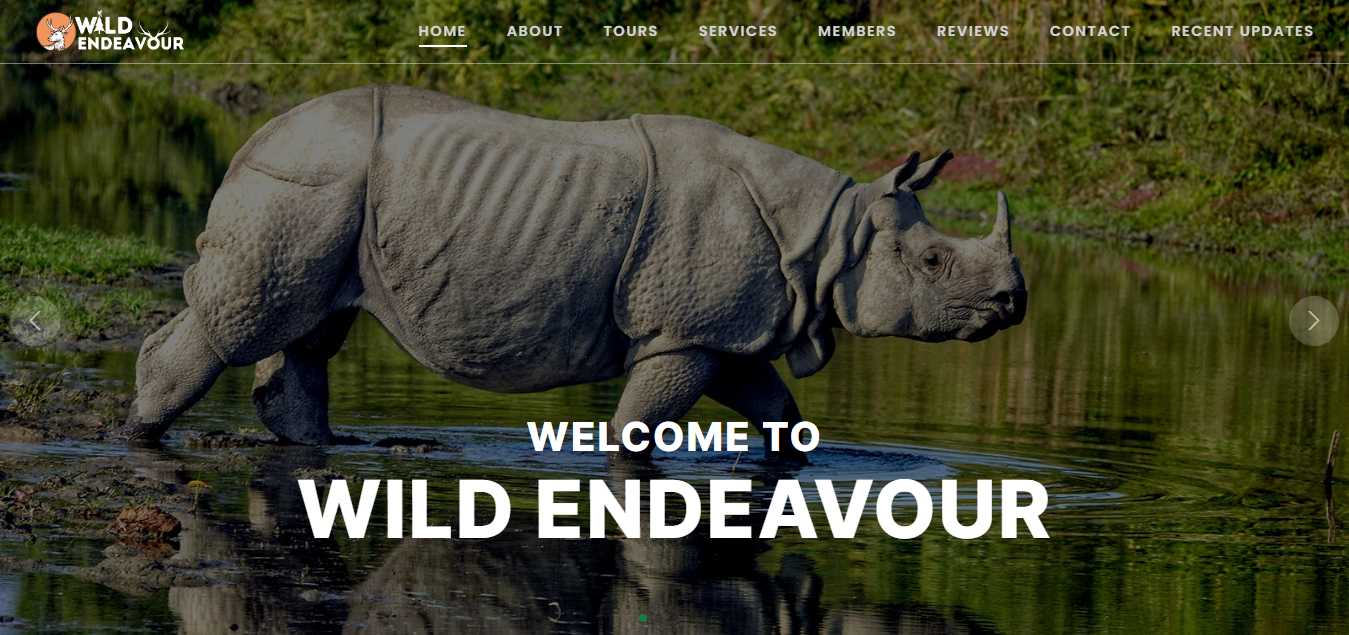 WILD
ENDEAVOUR
HOME ABOUT TOURS SERVICES MEMBERS REVIEWS CONTACT RECENT UPDATES
WELCOME TO
WILD ENDEAVOUR